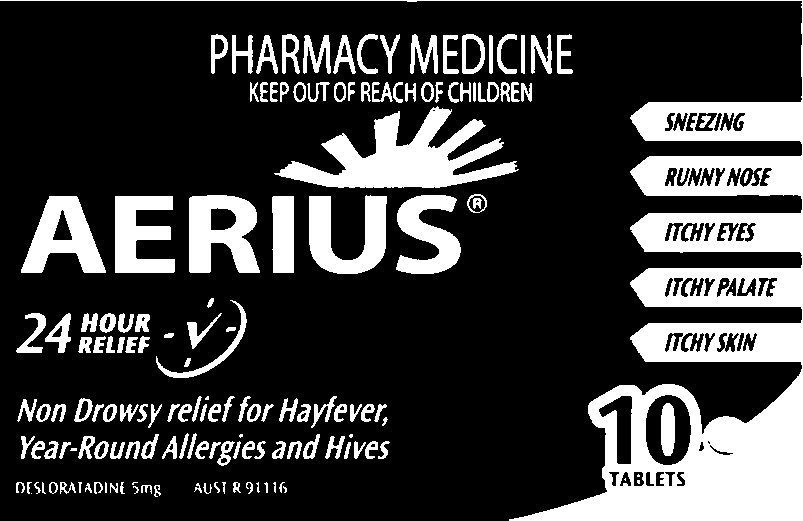 PHARMACY MEDICINE
KEEP OUT OF REACH OF CHILDREN
AERIUS®
24 HOUR
RELIEF
Non Drowsy relief for Hayfever,
Year-Round Allergies and Hives
DESLORATADINE 5mg AUST R 91116
SNEEZING
RUNNY NOSE
ITCHY EYES
ITCHY PALATE
ITCHY SKIN
10
TABLETS